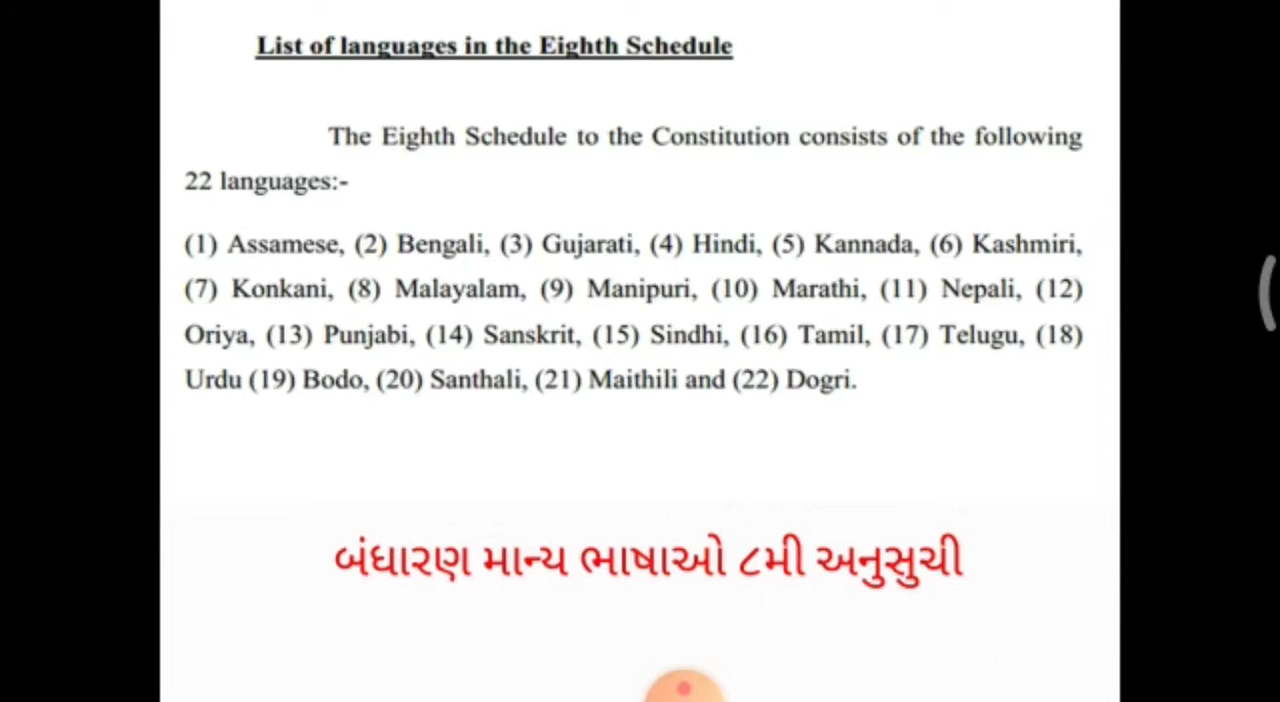 List of languages in the Eighth Schedule
The Eighth Schedule to the Constitution consists of the following
22 languages:-
(1) Assamese, (2) Bengali, (3) Gujarati, (4) Hindi, (5) Kannada, (6) Kashmiri,
(7) Konkani, (8) Malayalam, (9) Manipuri, (10) Marathi, (11) Nepali, (12)
Oriya, (13) Punjabi, (14) Sanskrit, (15) Sindhi, (16) Tamil, (17) Telugu, (18)
Urdu (19) Bodo, (20) Santhali, (21) Maithili and (22) Dogri.
બંધારણ માન્ય ભાષાઓ ૮મી અનુસુચી